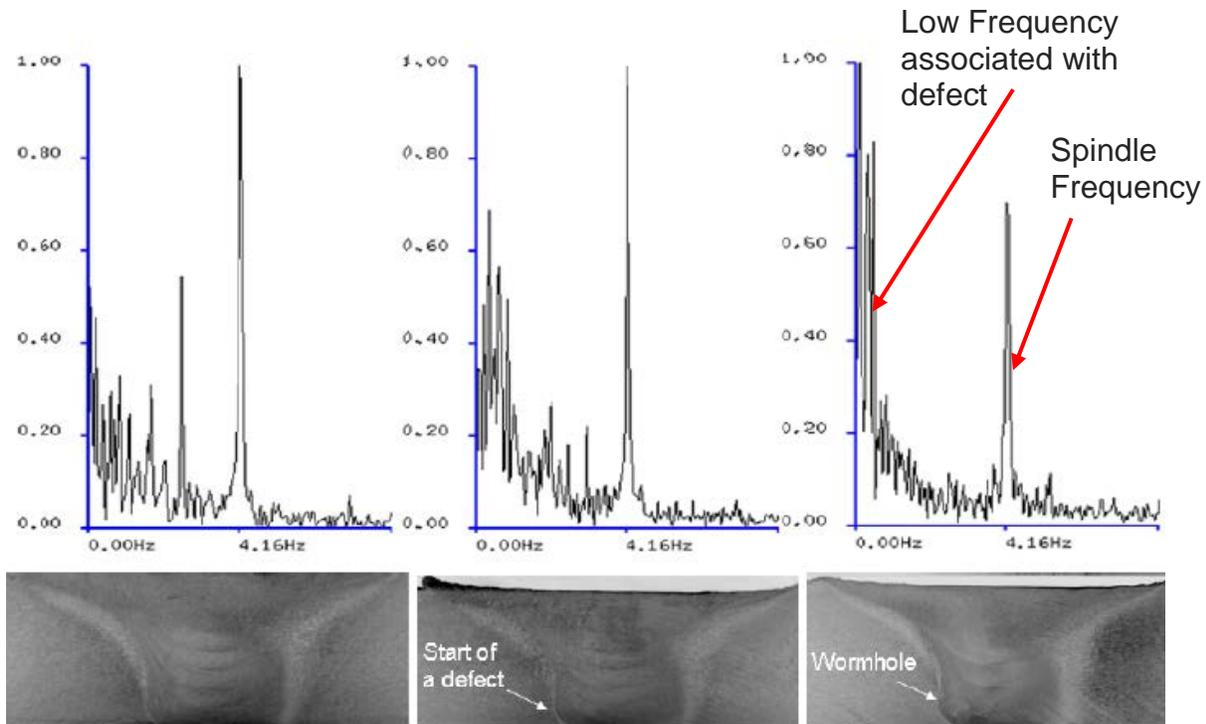 Low Frequency
associated with
defect
Spindle
Frequency
1.00
0.80
0.60
0.40
0.20
0.00
0.00Hz 4.16Hz
1.00
0.80
0.60
0.40
0.20
0.00
0.00Hz 4.16Hz
1.00
0.80
0.60
0.40
0.20
0.00
0.00Hz 4.16Hz
Start of
a defect
Wormhole